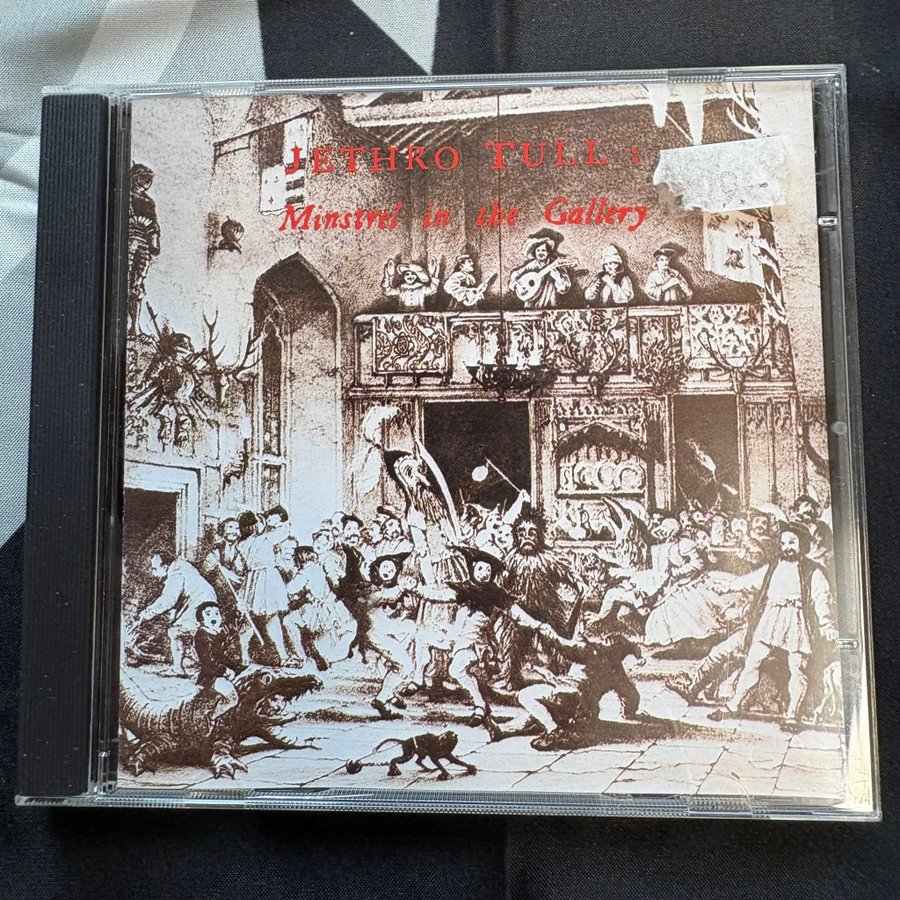 JETHRO TULL:
Minstrel in the Gallery